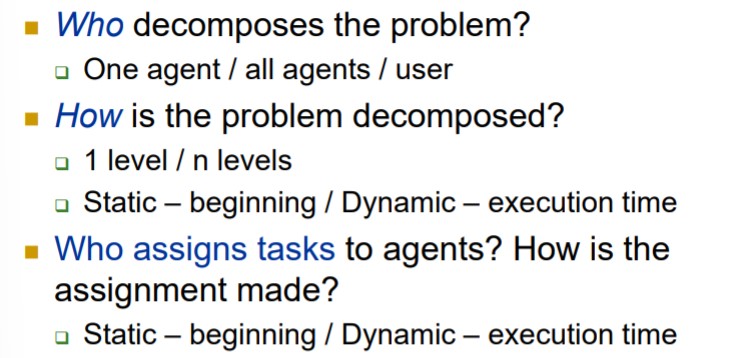 Who decomposes the problem?
One agent / all agents / user
How is the problem decomposed?
1 level / n levels
Static – beginning / Dynamic – execution time
Who assigns tasks to agents? How is the
assignment made?
Static – beginning / Dynamic – execution time